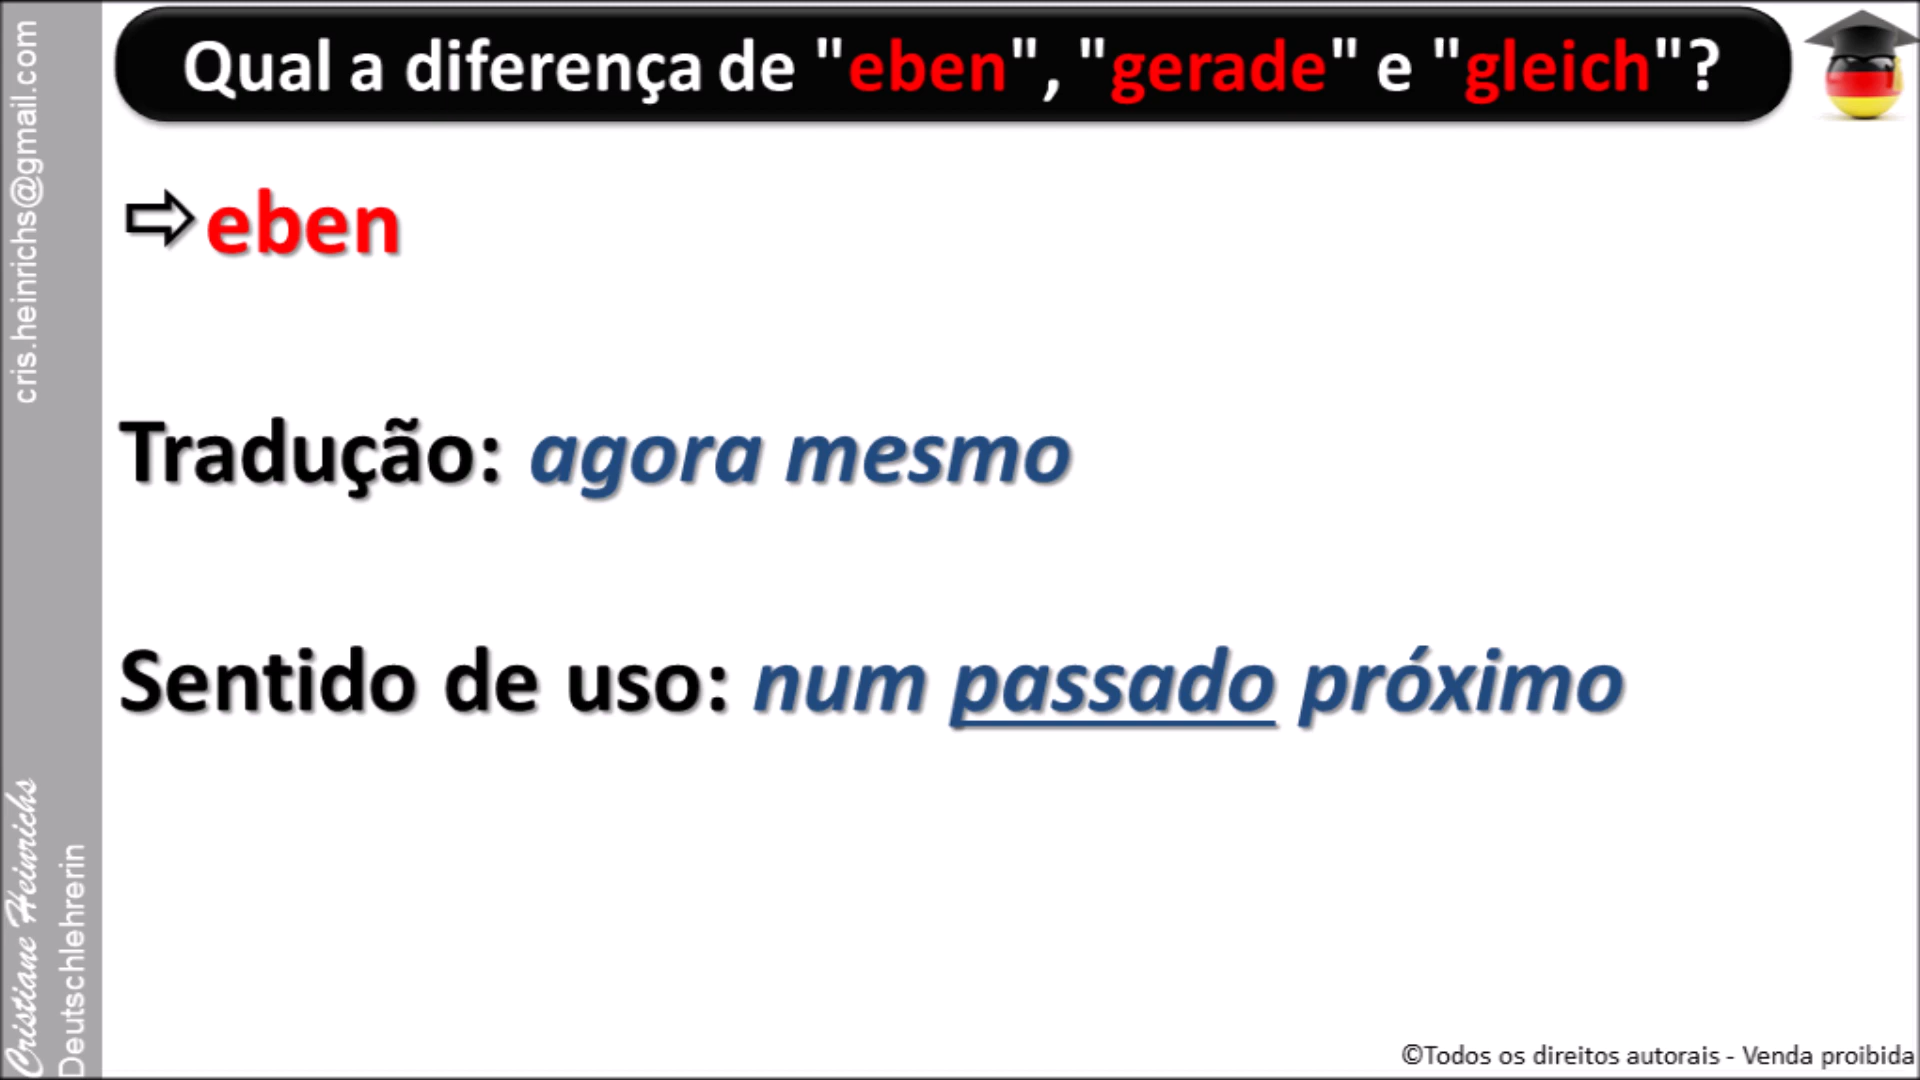 Qual a diferença de "eben", "gerade" e "gleich"?
⇨eben
Tradução: agora mesmo
Sentido de uso: num passado próximo
cris.heinrichs@gmail.com
Cristiane Heinrichs
Deutschlehrerin
©Todos os direitos autorais - Venda proibida